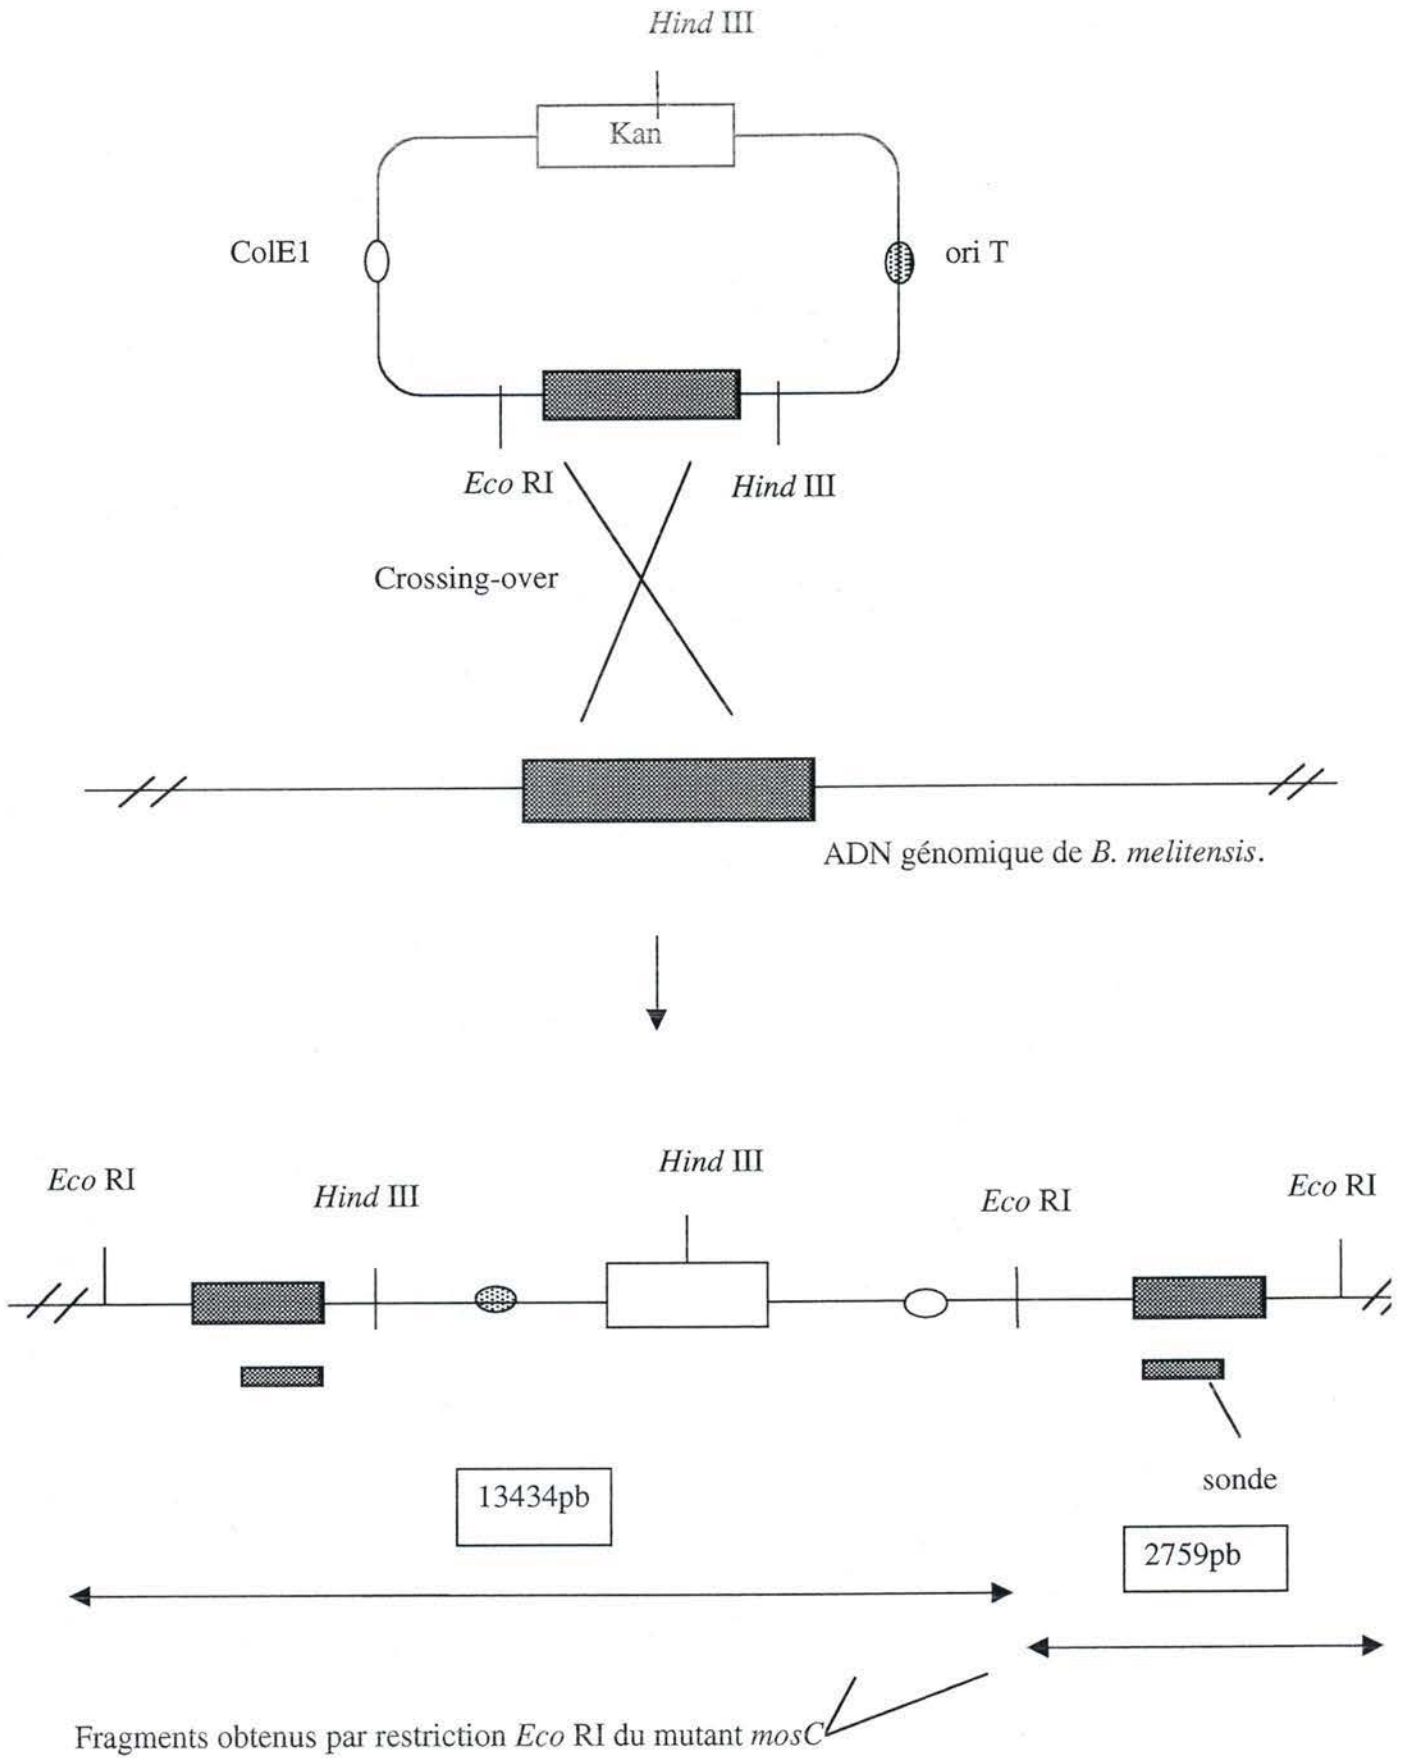 Hind III
Kan
ColE1
ori T
Eco RI
Hind III
Crossing-over
ADN génomique de B. melitensis.
Eco RI
Hind III
Hind III
Eco RI
Eco RI
sonde
13434pb
2759pb
Fragments obtenus par restriction Eco RI du mutant mosC